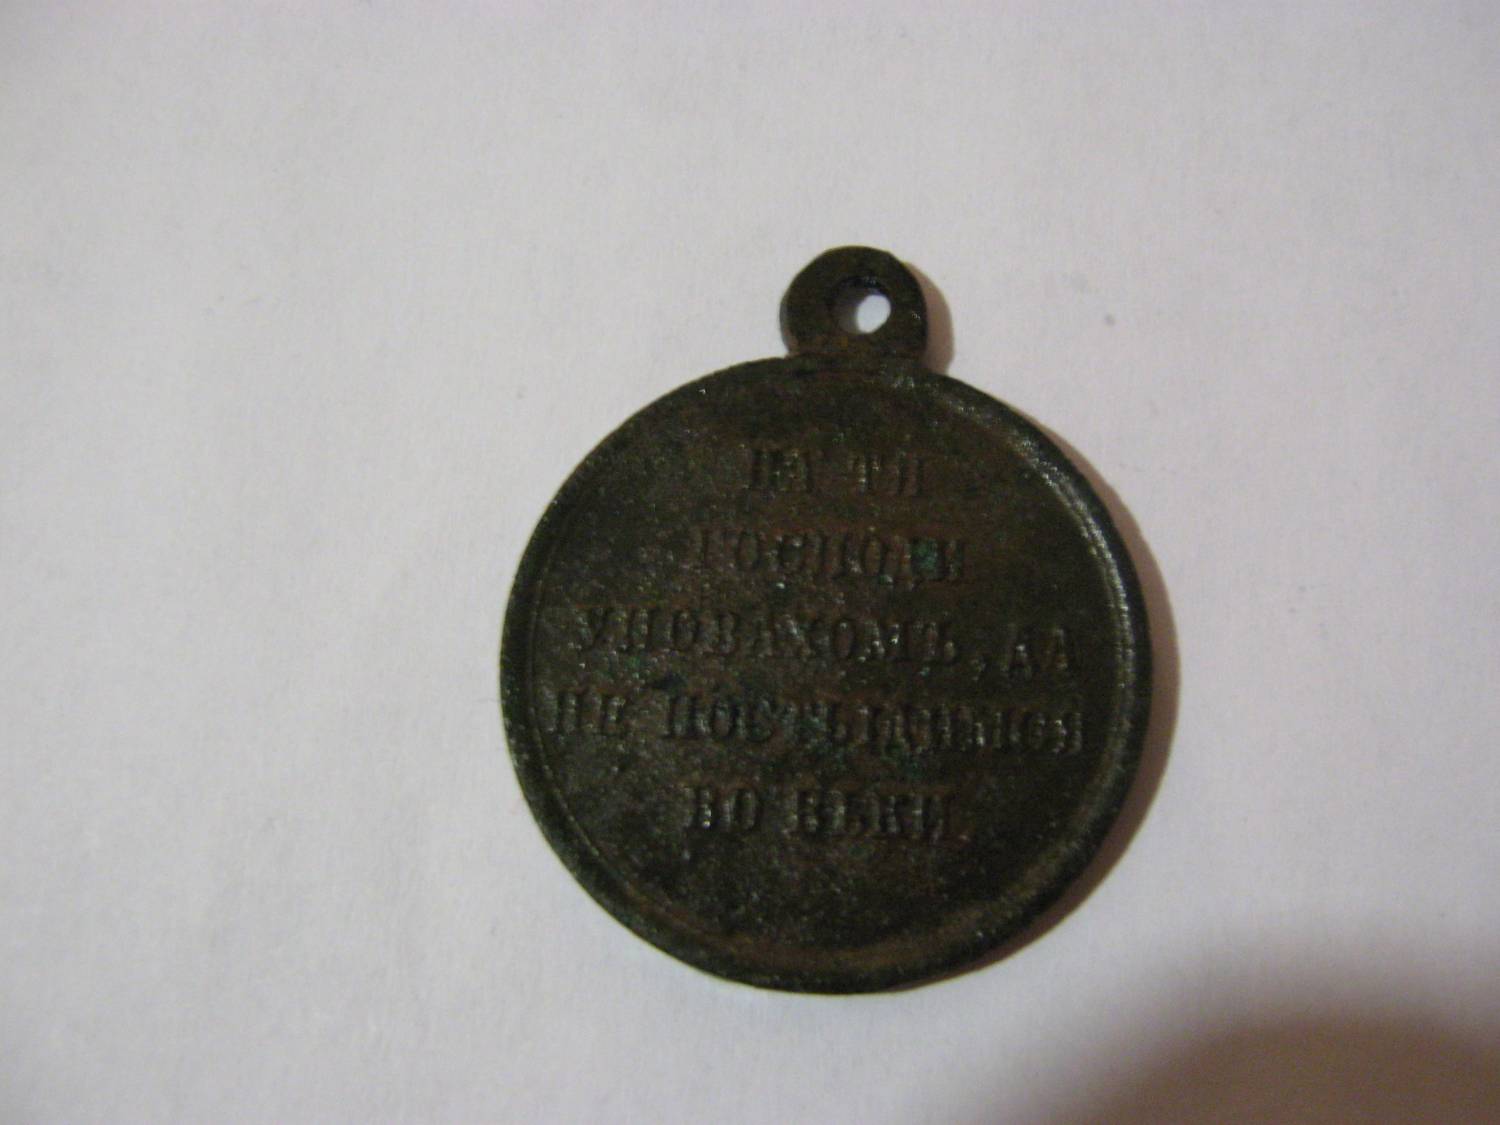 НА ТЯ
ГОСПОДИ
УПОВАХОМЪ, ДА
НЕ ПОСТЫДИМСЯ
ВО ВѢКИ